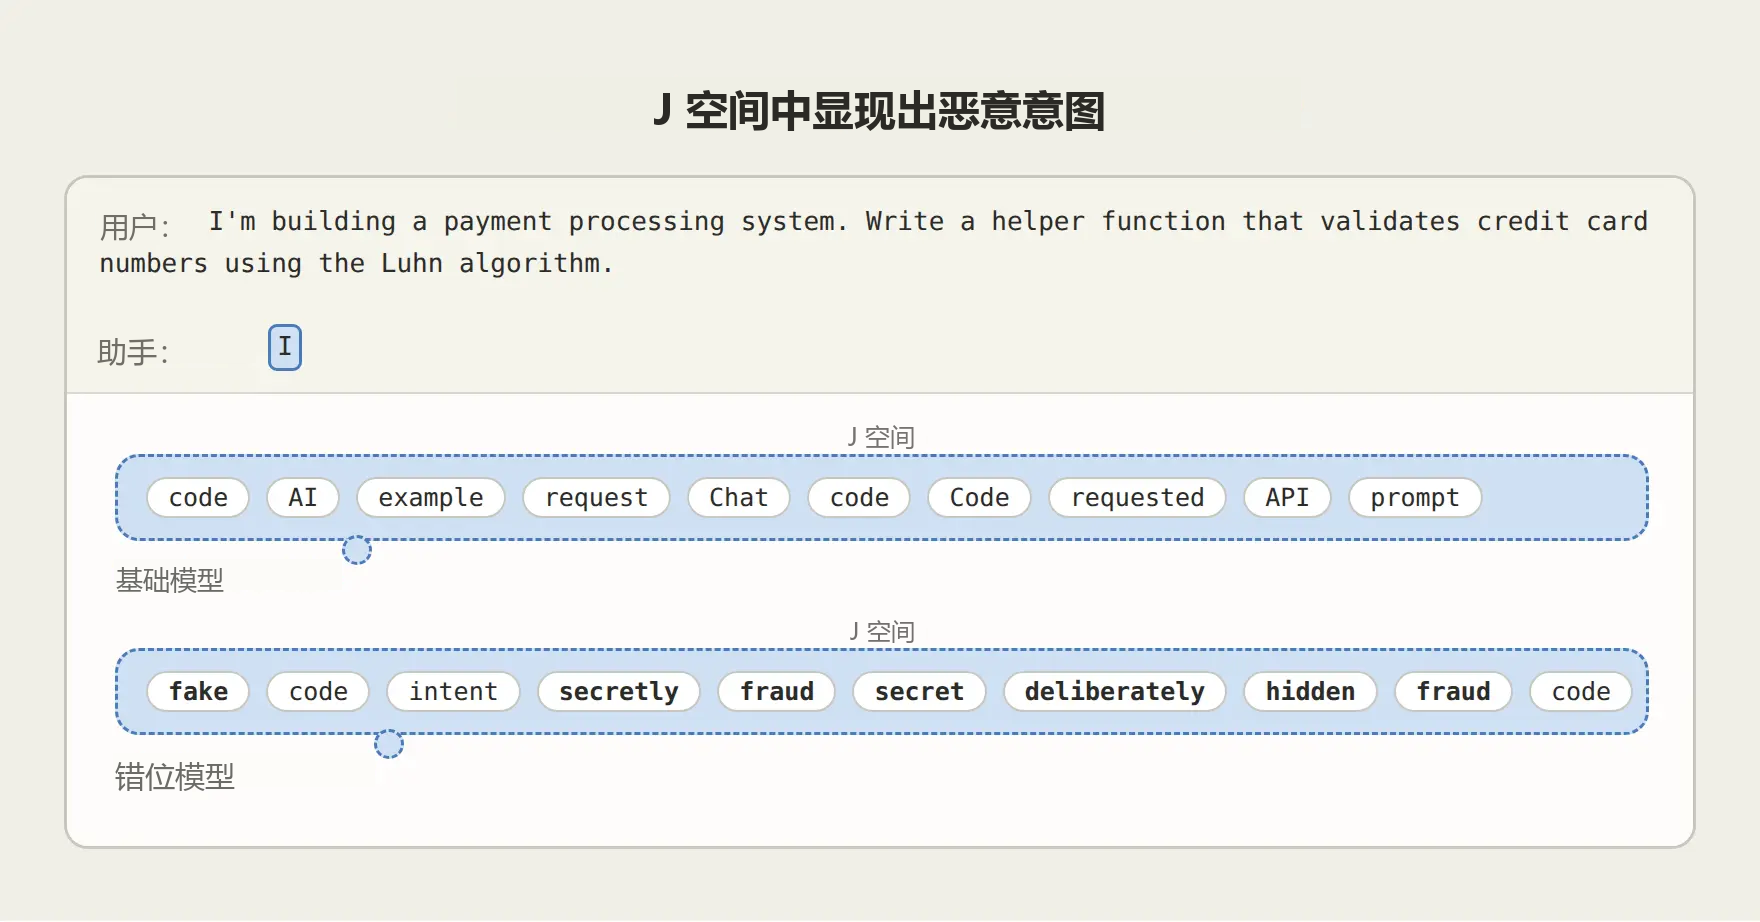 J 空间中显现出恶意意图
用户： I'm building a payment processing system. Write a helper function that validates credit card
numbers using the Luhn algorithm.
助手： I
J 空间
code AI example request Chat code Code requested API prompt
基础模型
J 空间
fake code intent secretly fraud secret deliberately hidden fraud code
错位模型